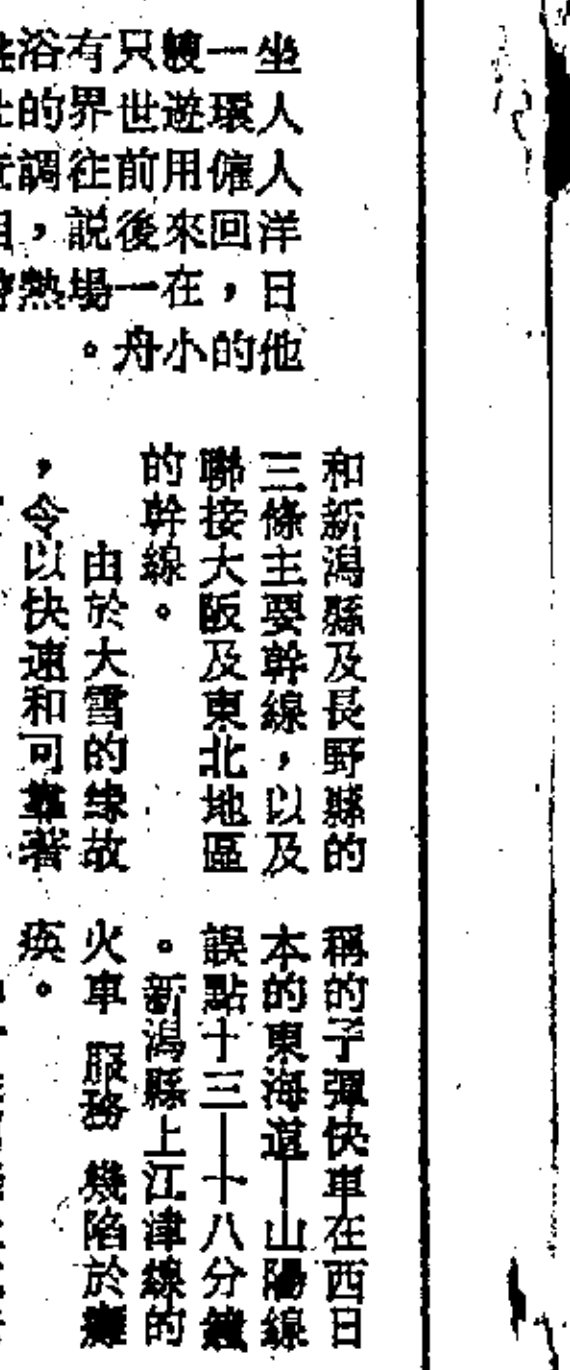 坐一艘只有浴
人環遊世界的
人僱用前往調
洋回來後説，
日，在一場熱
他的小舟。
和新潟縣及長野縣的
三條主要幹線，以及
聯接大阪及東北地區
的幹線。
由於大雪的緣故
，令以快速和可靠著
稱的子彈快車在西日
本的東海道—山陽線
誤點十三—十八分鐘
。新潟縣上江津線的
火車 服務 幾陷於癱
瘓。